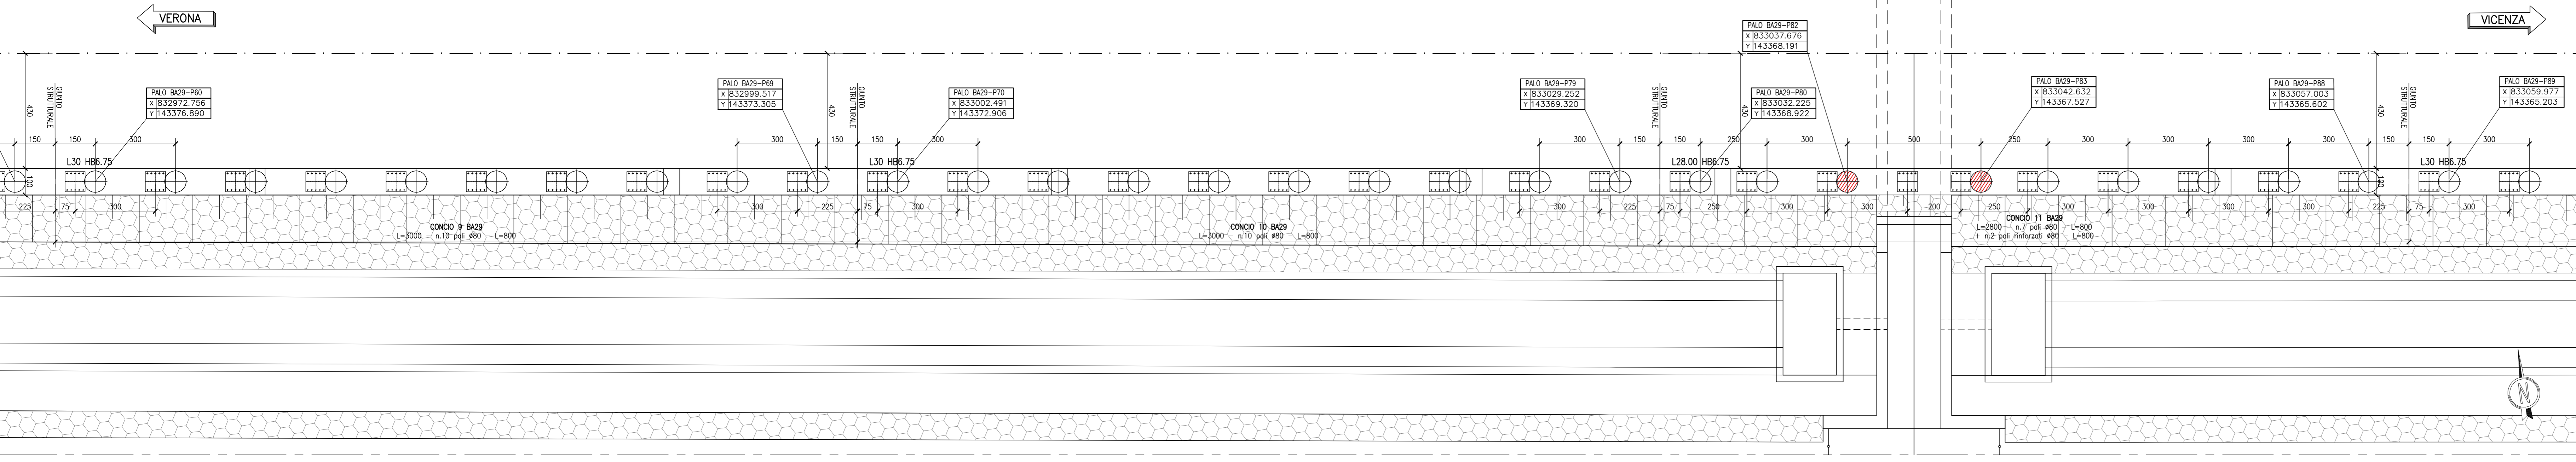 VERONA
VICENZA
PALO BA29-P82
X 833037.676
Y 143368.191
PALO BA29-P60
X 832972.756
Y 143376.890
PALO BA29-P69
X 832999.517
Y 143373.305
PALO BA29-P70
X 833002.491
Y 143372.906
PALO BA29-P79
X 833029.252
Y 143369.320
PALO BA29-P80
X 833032.225
Y 143368.922
PALO BA29-P83
X 833042.632
Y 143367.527
PALO BA29-P88
X 833057.003
Y 143365.602
PALO BA29-P89
X 833059.977
Y 143365.203
430
GIUNTO
STRUTTURALE
430
GIUNTO
STRUTTURALE
GIUNTO
STRUTTURALE
430
430
GIUNTO
STRUTTURALE
150 150 300 300 150 150 300 300 150 150 250 300 500 250 300 300 300 300 150 150 300
L30 HB6.75
L30 HB6.75
L28.00 HB6.75
L30 HB6.75
100
100
225 75 300 300 225 75 300 300 225 75 250 300 300 200 250 300 300 300 300 225 75 300
CONCIO 9 BA29
L=3000 - n.10 pali ø80 - L=800
CONCIO 10 BA29
L=3000 - n.10 pali ø80 - L=800
CONCIO 11 BA29
L=2800 - n.7 pali ø80 - L=800
+ n.2 pali rinforzati ø80 - L=800
N